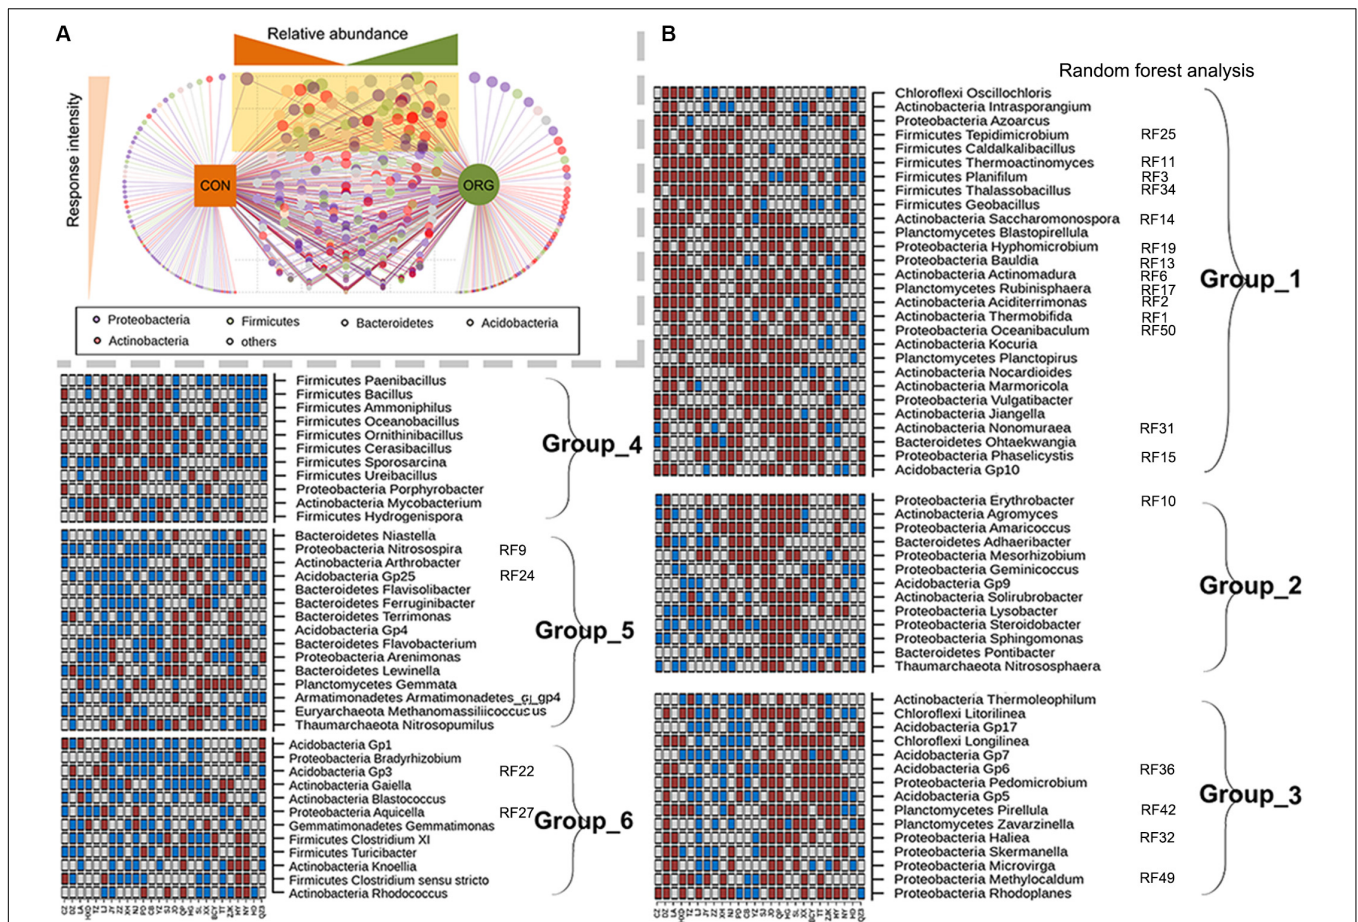 A
Relative abundance
Response intensity
CON
ORG
Proteobacteria
Firmicutes
Bacteroidetes
Acidobacteria
Actinobacteria
others
B
Random forest analysis
Chloroflexi Oscillochloris
Actinobacteria Intrasporangium
Proteobacteria Azoarcus
Firmicutes Tepidimicrobium RF25
Firmicutes Caldalkalibacillus
Firmicutes Thermoactinomyces RF11
Firmicutes Planifilum RF3
Firmicutes Thalassobacillus RF34
Firmicutes Geobacillus
Actinobacteria Saccharomonospora RF14
Planctomycetes Blastopirellula
Proteobacteria Hyphomicrobium RF19
Proteobacteria Bauldia RF13
Actinobacteria Actinomadura RF6
Planctomycetes Rubinisphaera RF17
Actinobacteria Aciditerrimonas RF2
Actinobacteria Thermobifida RF1
Proteobacteria Oceanibaculum RF50
Actinobacteria Kocuria
Planctomycetes Planctopirus
Actinobacteria Nocardioides
Actinobacteria Marmoricola
Proteobacteria Vulgatibacter
Actinobacteria Jiangella
Actinobacteria Nonomuraea RF31
Bacteroidetes Ohtaekwangia
Proteobacteria Phaselicystis RF15
Acidobacteria Gp10
Group_1
Proteobacteria Erythrobacter RF10
Actinobacteria Agromyces
Proteobacteria Amaricoccus
Bacteroidetes Adhaeribacter
Proteobacteria Mesorhizobium
Proteobacteria Geminicoccus
Acidobacteria Gp9
Actinobacteria Solirubrobacter
Proteobacteria Lysobacter
Proteobacteria Steroidobacter
Proteobacteria Sphingomonas
Bacteroidetes Pontibacter
Thaumarchaeota Nitrososphaera
Group_2
Actinobacteria Thermoleophilum
Chloroflexi Litorilinea
Acidobacteria Gp17
Chloroflexi Longilinea
Acidobacteria Gp7
Acidobacteria Gp6 RF36
Proteobacteria Pedomicrobium
Acidobacteria Gp5
Planctomycetes Pirellula RF42
Planctomycetes Zavarzinella
Proteobacteria Haliea RF32
Proteobacteria Skermanella
Proteobacteria Microvirga
Proteobacteria Methylocaldum RF49
Proteobacteria Rhodoplanes
Group_3
Firmicutes Paenibacillus
Firmicutes Bacillus
Firmicutes Ammoniphilus
Firmicutes Oceanobacillus
Firmicutes Ornithinibacillus
Firmicutes Cerasibacillus
Firmicutes Sporosarcina
Firmicutes Ureibacillus
Proteobacteria Porphyrobacter
Actinobacteria Mycobacterium
Firmicutes Hydrogenispora
Group_4
Bacteroidetes Niastella
Proteobacteria Nitrosospira RF9
Actinobacteria Arthrobacter
Acidobacteria Gp25 RF24
Bacteroidetes Flavisolibacter
Bacteroidetes Ferruginibacter
Bacteroidetes Terrimonas
Acidobacteria Gp4
Bacteroidetes Flavobacterium
Proteobacteria Arenimonas
Bacteroidetes Lewinella
Planctomycetes Gemmata
Armatimonadetes
Euryarchaeota
Thaumarchaeota Nitrosopumilus
Group_5
Acidobacteria Gp1
Proteobacteria Bradyrhizobium
Acidobacteria Gp3 RF22
Actinobacteria Gaiella
Actinobacteria Blastococcus
Proteobacteria Aquicella RF27
Gemmatimonadetes Gemmatimonas
Firmicutes Clostridium XI
Firmicutes Turicibacter
Actinobacteria Knoellia
Firmicutes Clostridium sensu stricto
Actinobacteria Rhodococcus
Group_6